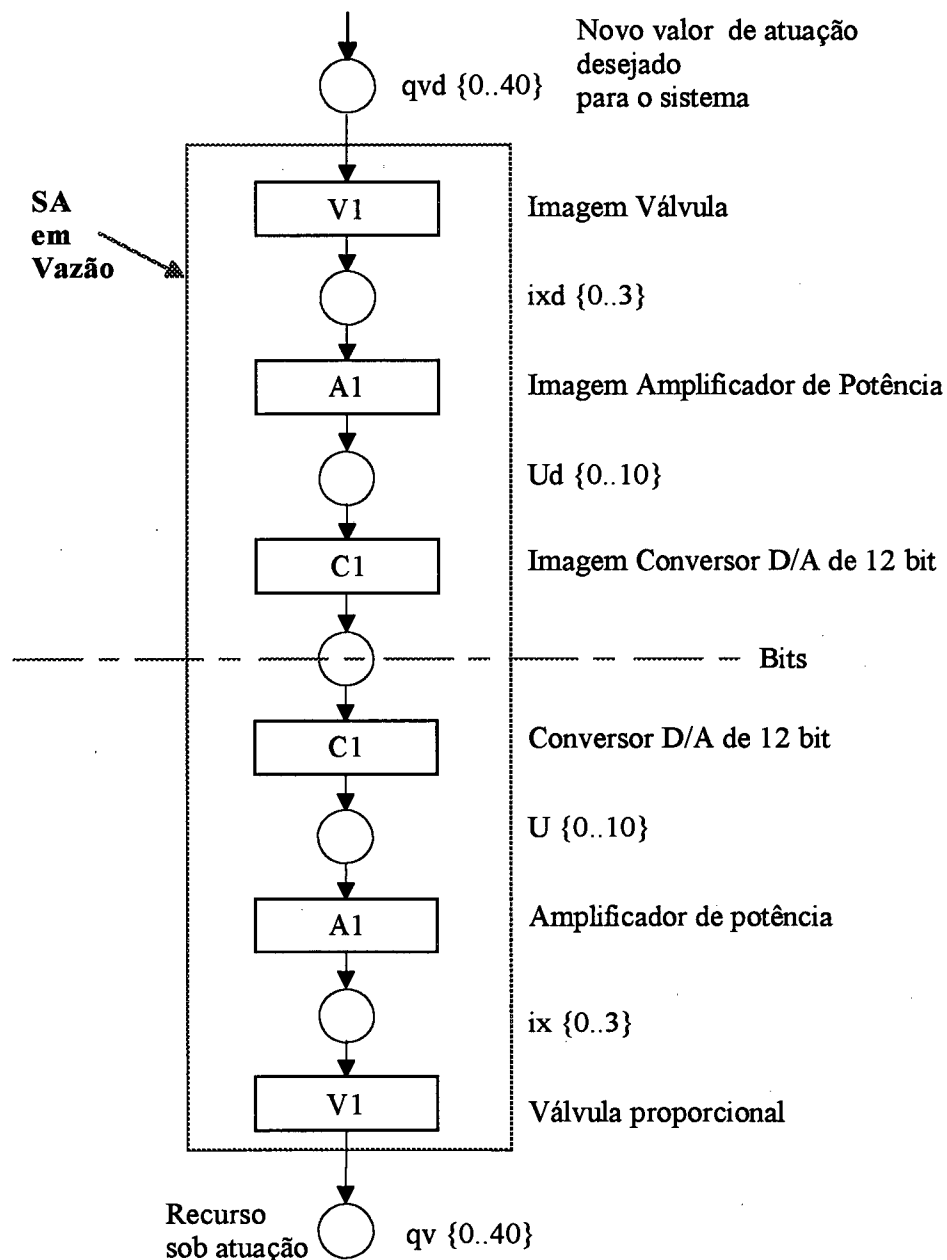 Novo valor de atuação
desejado
para o sistema
qvd {0..40}
SA
em
Vazão
V1
Imagem Válvula
ixd {0..3}
A1
Imagem Amplificador de Potência
Ud {0..10}
C1
Imagem Conversor D/A de 12 bit
Bits
C1
Conversor D/A de 12 bit
U {0..10}
A1
Amplificador de potência
ix {0..3}
V1
Válvula proporcional
Recurso
sob atuação
qv {0..40}